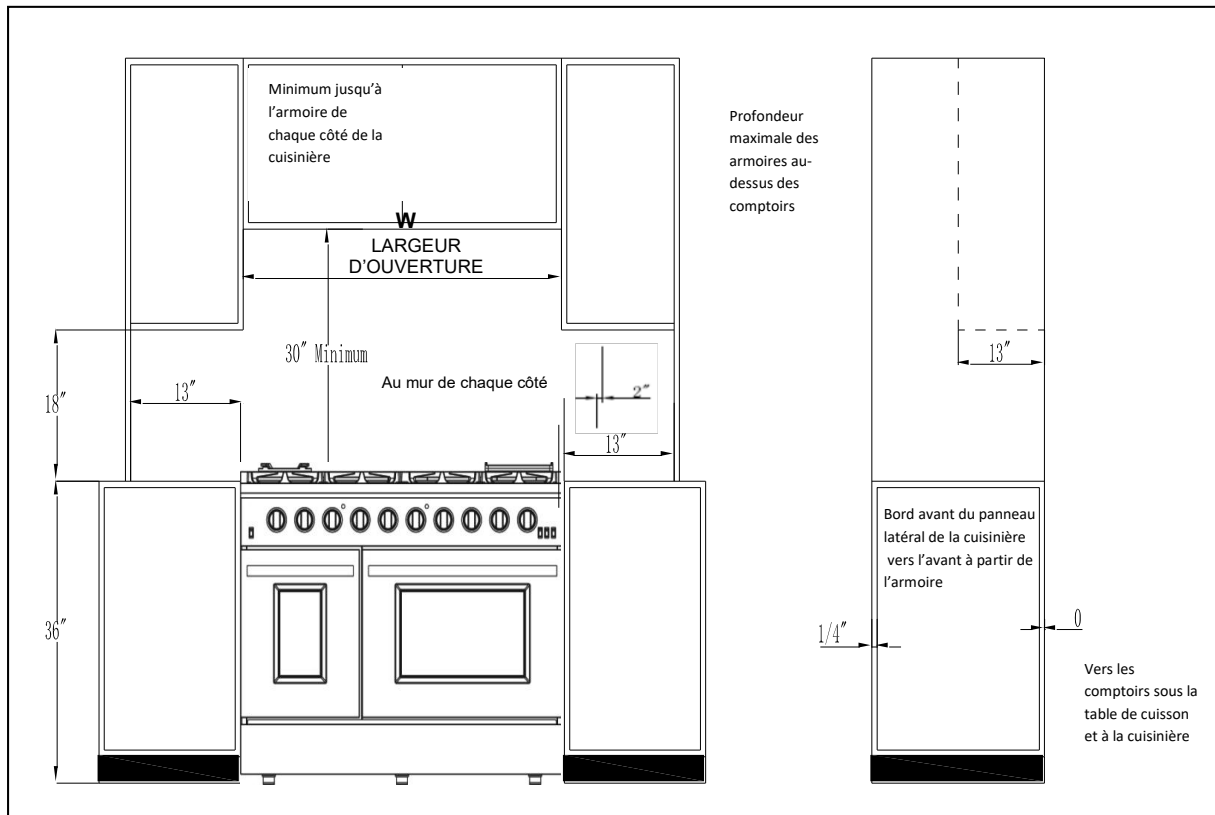 Minimum jusqu'à
l'armoire de
chaque côté de la
cuisinière
W
LARGEUR
D'OUVERTURE
30" Minimum
18"
13"
Au mur de chaque côté
2"
13"
36"
Profondeur
maximale des
armoires au-
dessus des
comptoirs
13"
Bord avant du panneau
latéral de la cuisinière
vers l'avant à partir de
l'armoire
1/4"
0
Vers les
comptoirs sous la
table de cuisson
et à la cuisinière